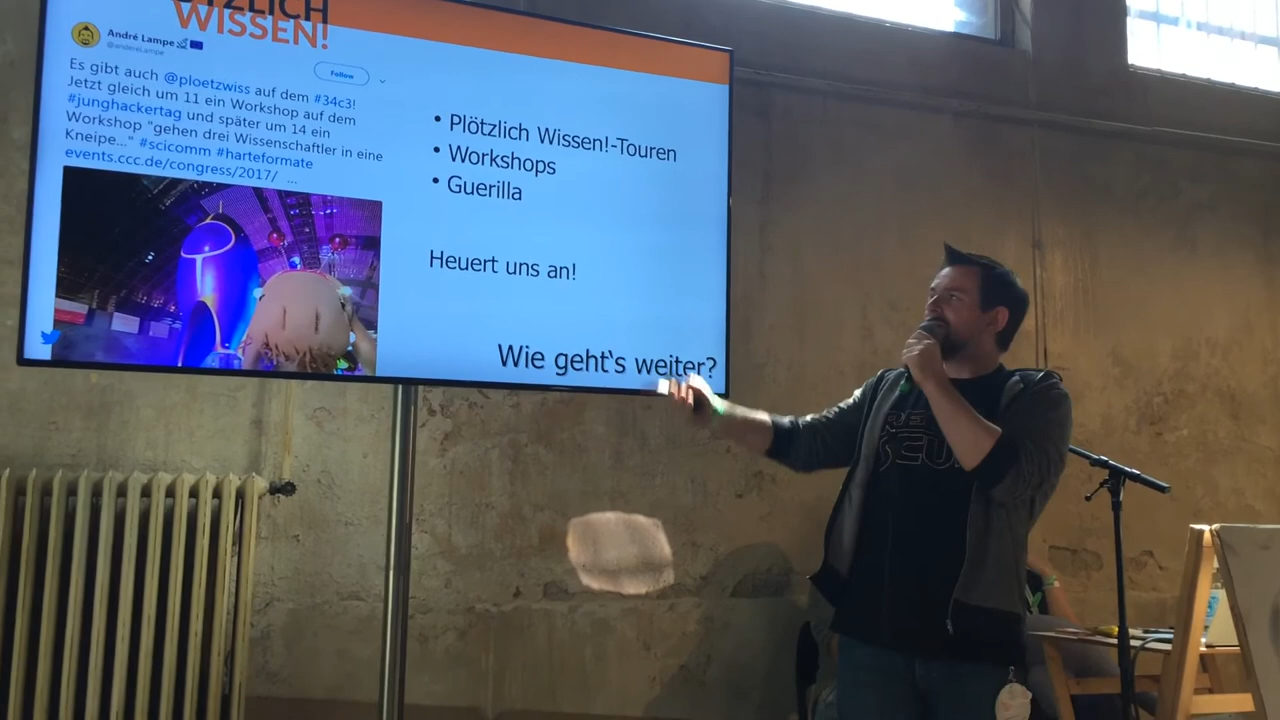 WISSEN!
André Lampe
@andereLampe
Follow
Es gibt auch @ploetzwiss auf dem #34c3!
Jetzt gleich um 11 ein Workshop auf dem
#junghackertag und später um 14 ein
Workshop "gehen drei Wissenschaftler in eine
Kneipe..." #scicomm #harteformate
events.ccc.de/congress/2017/ ...
• Plötzlich Wissen!-Touren
• Workshops
• Guerilla
Heuert uns an!
Wie geht's weiter?